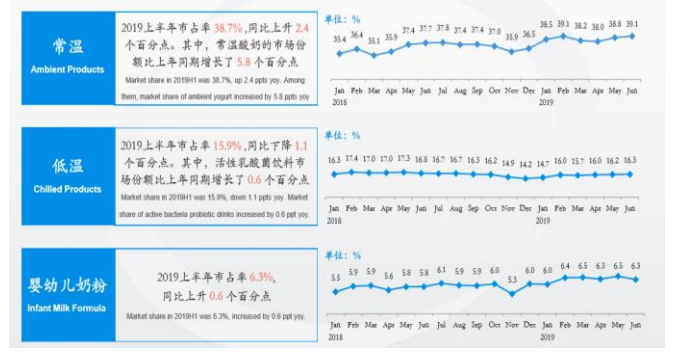 常温
Ambient Products
2019上半年市占率 38.7%,同比上升 2.4
个百分点。其中，常温酸奶的市场份
额比上年同期增长了 5.8 个百分点
Market share in 2019H1 was 38.7%, up 2.4 ppts yoy. Among
them, market share of ambient yogurt increased by 5.8 ppts yoy
单位：%
35.4 36.4 35.1 35.9 37.4 37.7 37.8 37.4 37.4 37.0 35.9 36.5 38.5 39.1 38.2 38.0 38.8 39.1
Jan Feb Mar Apr May Jun Jul Aug Sep Oct Nov Dec Jan Feb Mar Apr May Jun
2018 2019
低温
Chilled Products
2019上半年市占率 15.9%,同比下降 1.1
个百分点。其中，活性乳酸菌饮料市
场份额比上年同期增长了 0.6 个百分点
Market share in 2019H1 was 15.9%, down 1.1 ppts yoy. Market
share of active bacteria probiotic drinks increased by 0.6 ppt yoy.
单位：%
16.3 17.4 17.0 17.0 17.3 16.8 16.7 16.7 16.3 16.2 14.9 14.2 14.7 16.0 15.7 16.0 16.2 16.3
Jan Feb Mar Apr May Jun Jul Aug Sep Oct Nov Dec Jan Feb Mar Apr May Jun
2018 2019
婴幼儿奶粉
Infant Milk Formula
2019上半年市占率 6.3%,
同比上升 0.6 个百分点
Market share in 2019H1 was 6.3%, increased by 0.6 ppt yoy.
单位：%
5.5 5.9 5.9 5.6 5.8 5.8 6.1 5.9 5.9 6.0 5.3 6.0 6.0 6.4 6.5 6.3 6.5 6.3
Jan Feb Mar Apr May Jun Jul Aug Sep Oct Nov Dec Jan Feb Mar Apr May Jun
2018 2019